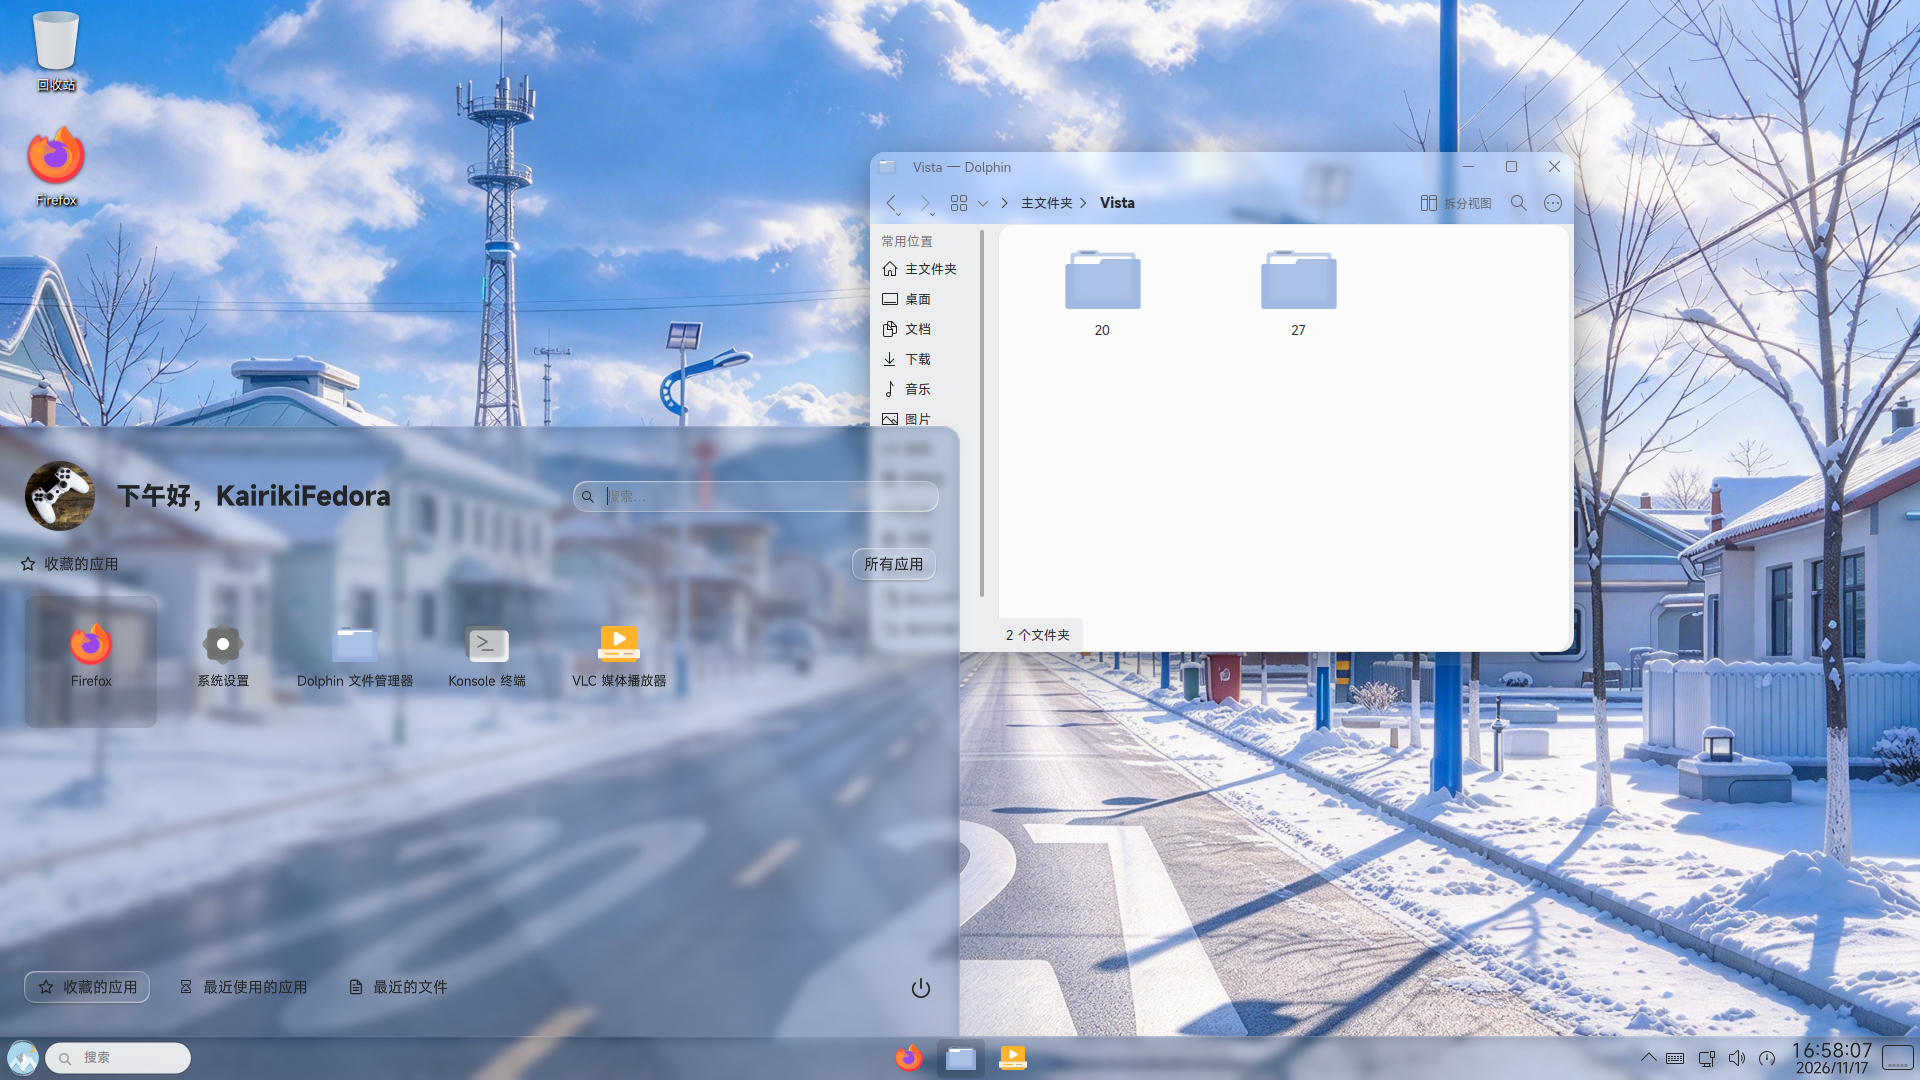 回收站
Firefox
Vista — Dolphin
主文件夹
Vista
拆分视图
常用位置
主文件夹
桌面
文档
下载
音乐
图片
20
27
2 个文件夹
下午好，KairikiFedora
搜索...
收藏的应用
所有应用
Firefox
系统设置
Dolphin 文件管理器
Konsole 终端
VLC 媒体播放器
收藏的应用
最近使用的应用
最近的文件
搜索
16:58:07
2026/11/17